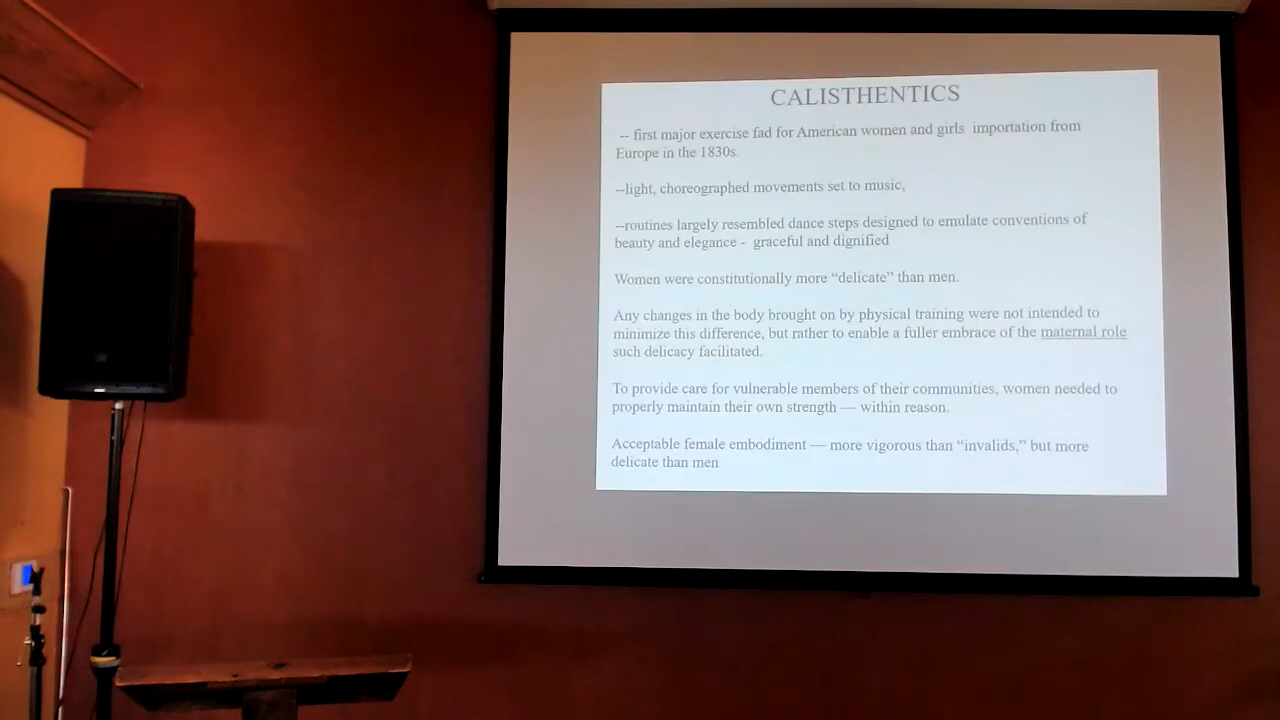 CALISTHENTICS
-- first major exercise fad for American women and girls  importation from
Europe in the 1830s.
--light, choreographed movements set to music,
--routines largely resembled dance steps designed to emulate conventions of
beauty and elegance -  graceful and dignified
Women were constitutionally more “delicate” than men.
Any changes in the body brought on by physical training were not intended to
minimize this difference, but rather to enable a fuller embrace of the maternal role
such delicacy facilitated.
To provide care for vulnerable members of their communities, women needed to
properly maintain their own strength — within reason.
Acceptable female embodiment — more vigorous than “invalids,” but more
delicate than men